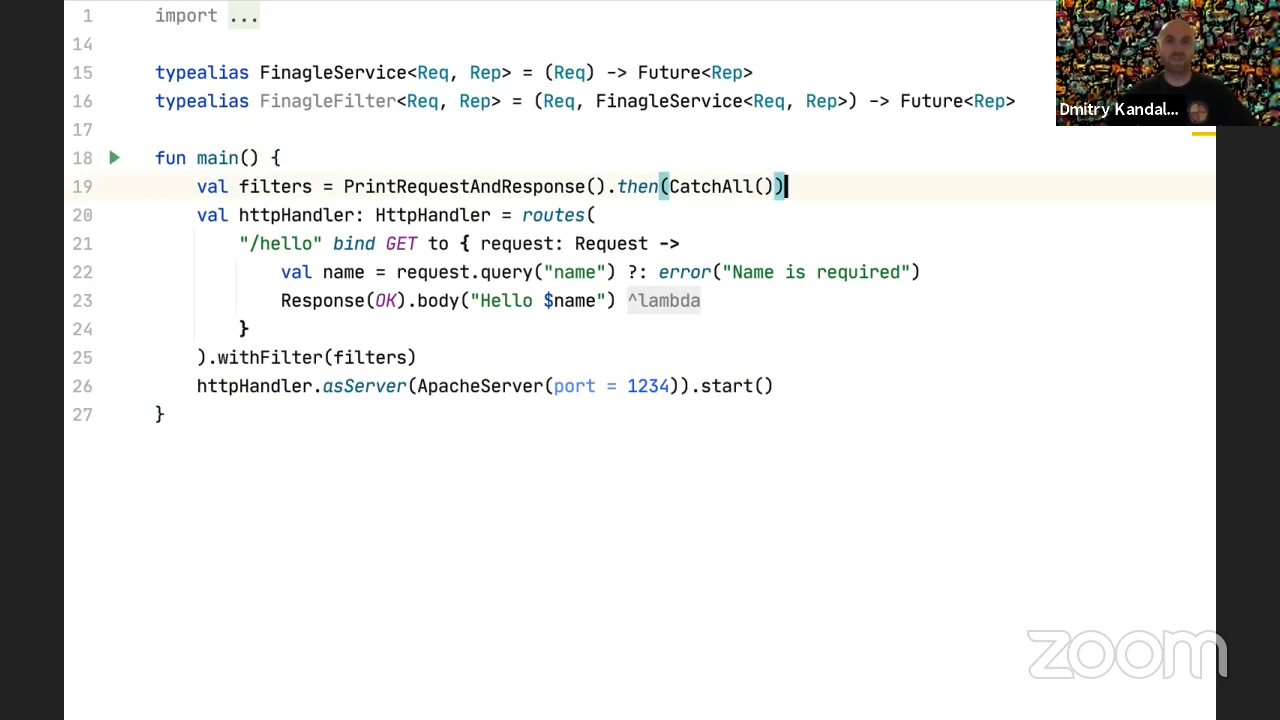 1 import ...
14
15 typealias FinagleService<Req, Rep> = (Req) -> Future<Rep>
16 typealias FinagleFilter<Req, Rep> = (Req, FinagleService<Req, Rep>) -> Future<Rep>
17
18 fun main() {
19 val filters = PrintRequestAndResponse().then(CatchAll())
20 val httpHandler: HttpHandler = routes(
21 "/hello" bind GET to { request: Request ->
22 val name = request.query("name") ?: error("Name is required")
23 Response(OK).body("Hello $name") ^lambda
24 }
25 ).withFilter(filters)
26 httpHandler.asServer(ApacheServer(port = 1234)).start()
27 }
Dmitry Kandal...
zoom